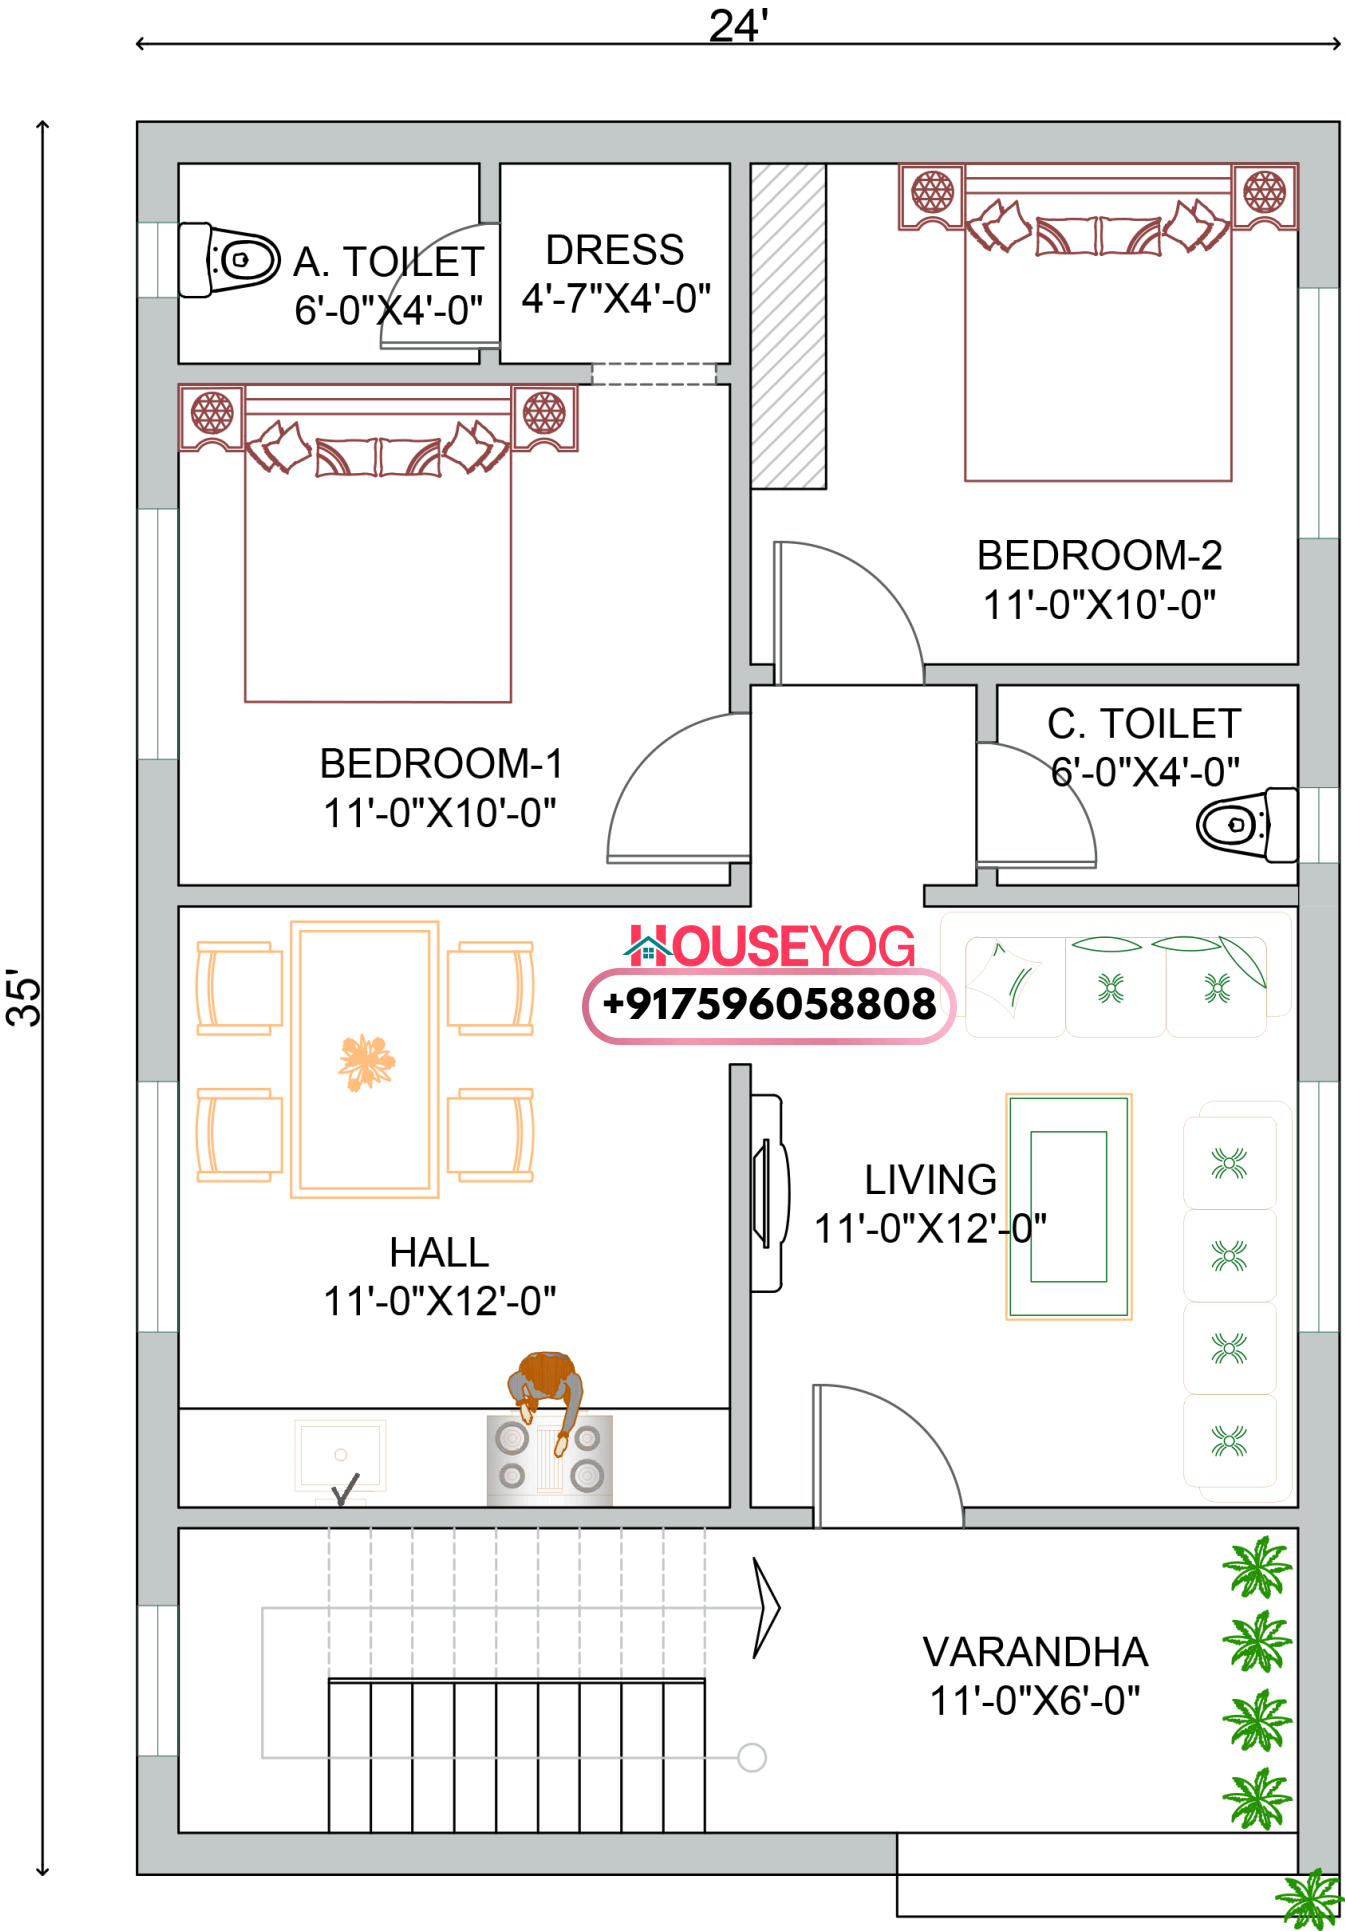 24'
35'
A. TOILET
6'-0"X4'-0"
DRESS
4'-7"X4'-0"
BEDROOM-2
11'-0"X10'-0"
C. TOILET
6'-0"X4'-0"
BEDROOM-1
11'-0"X10'-0"
HOUSEYOG
+917596058808
LIVING
11'-0"X12'-0"
HALL
11'-0"X12'-0"
VARANDHA
11'-0"X6'-0"